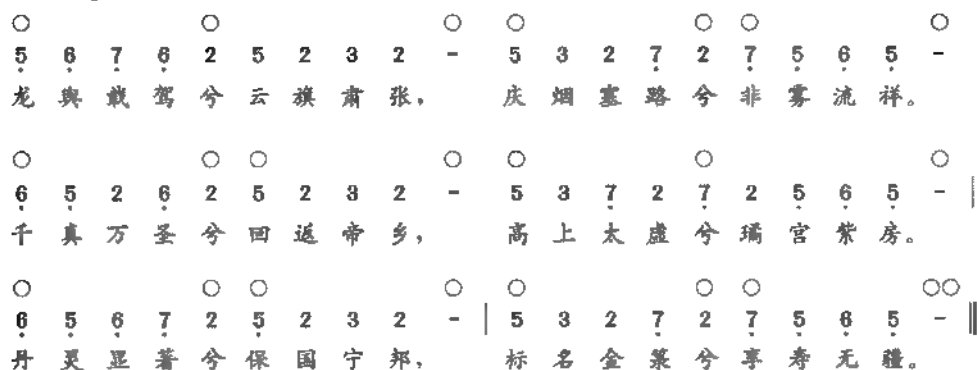 5 6 7 6 2 5 2 3 2 - 5 3 2 7 2 7 5 6 5 -
龙舆载驾兮云旗肃张，庆烟塞路兮非雾流祥。
6 5 2 6 2 5 2 3 2 - 5 3 7 2 7 2 5 6 5 -
千真万圣兮回返帝乡，高上太虚兮璚宫紫房。
6 5 6 7 2 5 2 3 2 - | 5 3 2 7 2 7 5 6 5 - ‖
丹灵显著兮保国宁邦，标名金箓兮享寿无疆。